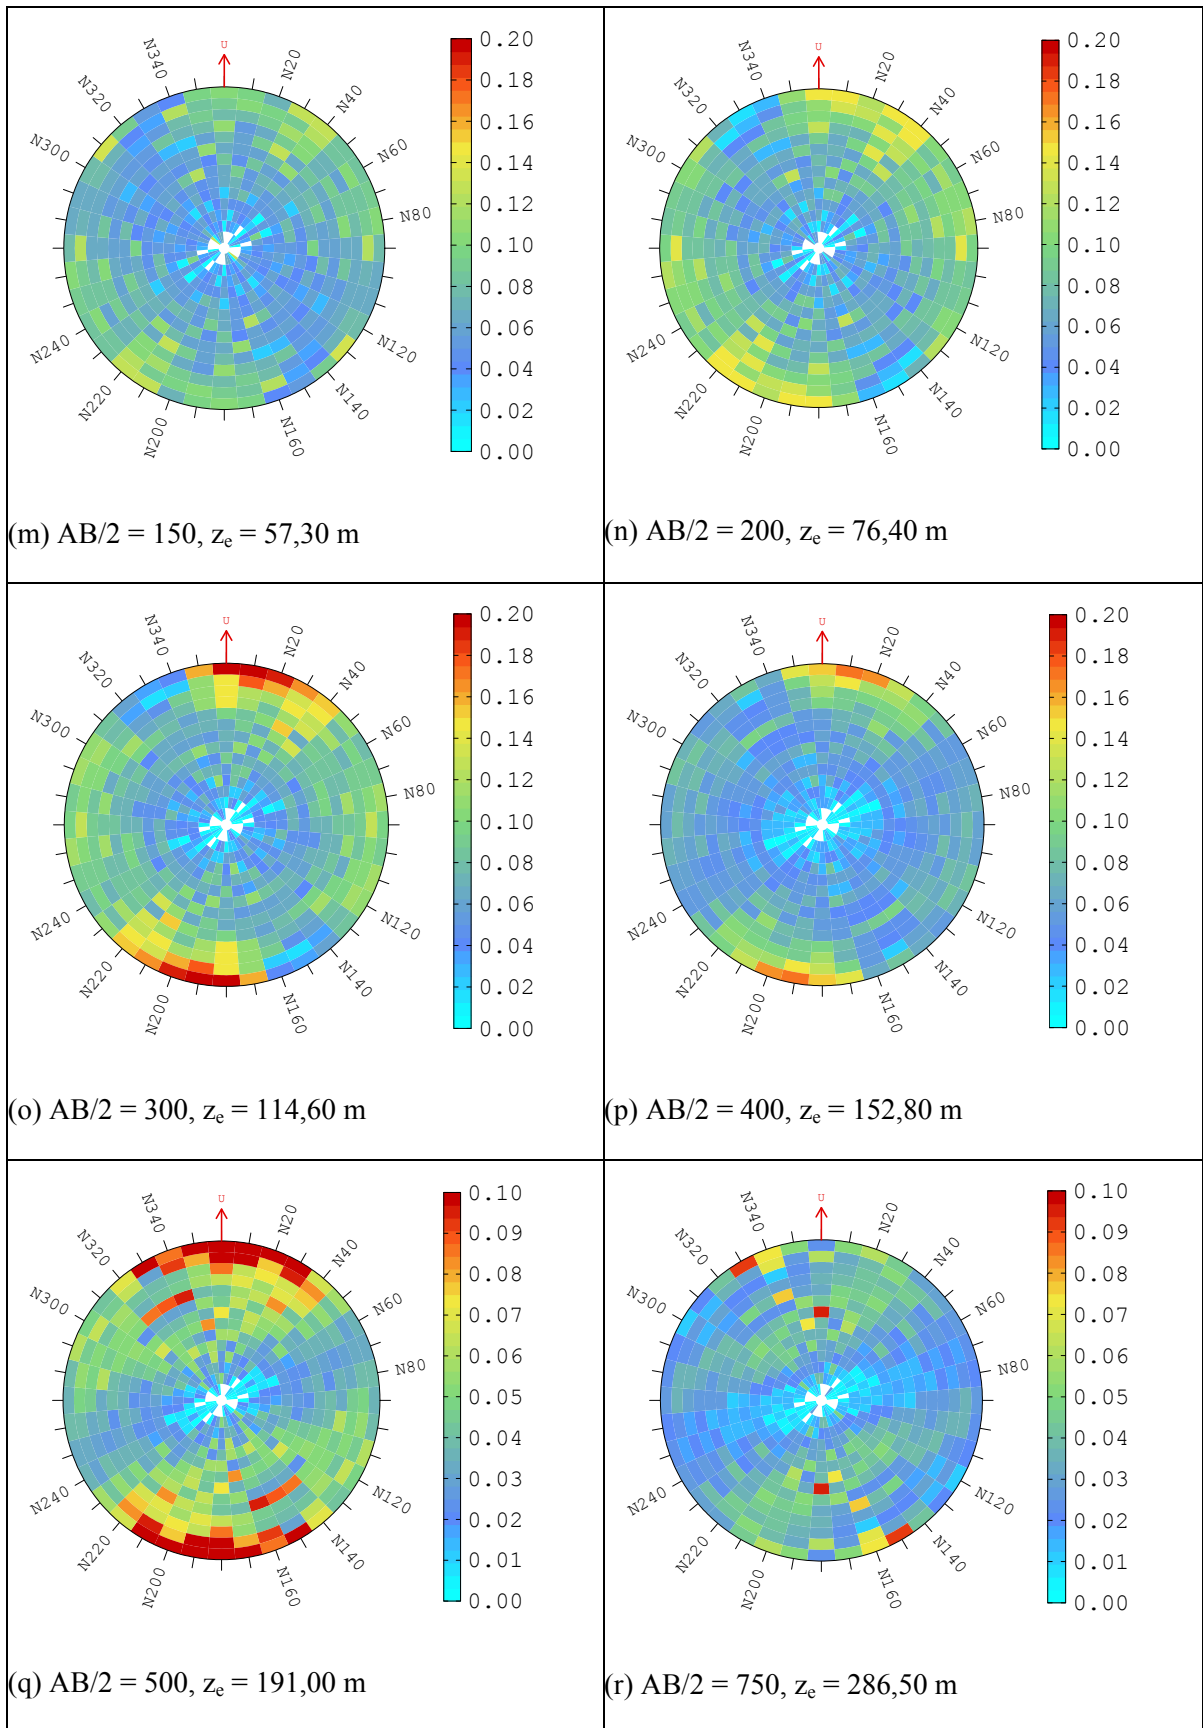 U
N20
N40
N60
N80
N120
N140
N160
N200
N220
N240
N300
N320
N340
0.20
0.18
0.16
0.14
0.12
0.10
0.08
0.06
0.04
0.02
0.00
(m) AB/2 = 150, zₑ = 57,30 m
U
N20
N40
N60
N80
N120
N140
N160
N200
N220
N240
N300
N320
N340
0.20
0.18
0.16
0.14
0.12
0.10
0.08
0.06
0.04
0.02
0.00
(n) AB/2 = 200, zₑ = 76,40 m
U
N20
N40
N60
N80
N120
N140
N160
N200
N220
N240
N300
N320
N340
0.20
0.18
0.16
0.14
0.12
0.10
0.08
0.06
0.04
0.02
0.00
(o) AB/2 = 300, zₑ = 114,60 m
U
N20
N40
N60
N80
N120
N140
N160
N200
N220
N240
N300
N320
N340
0.20
0.18
0.16
0.14
0.12
0.10
0.08
0.06
0.04
0.02
0.00
(p) AB/2 = 400, zₑ = 152,80 m
U
N20
N40
N60
N80
N120
N140
N160
N200
N220
N240
N300
N320
N340
0.10
0.09
0.08
0.07
0.06
0.05
0.04
0.03
0.02
0.01
0.00
(q) AB/2 = 500, zₑ = 191,00 m
U
N20
N40
N60
N80
N120
N140
N160
N200
N220
N240
N300
N320
N340
0.10
0.09
0.08
0.07
0.06
0.05
0.04
0.03
0.02
0.01
0.00
(r) AB/2 = 750, zₑ = 286,50 m